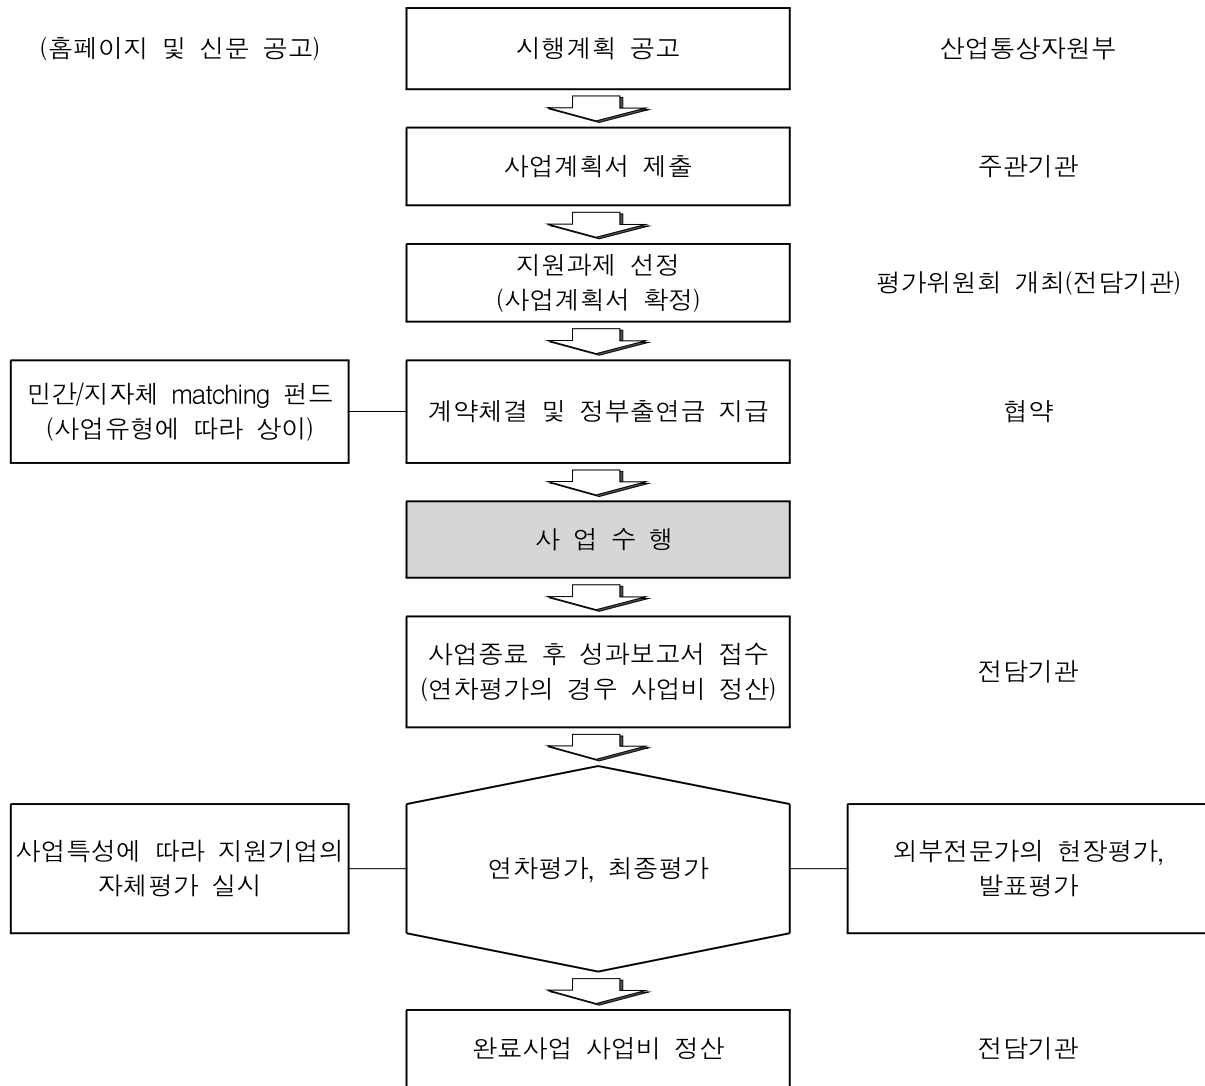 (홈페이지 및 신문 공고)
시행계획 공고
산업통상자원부
사업계획서 제출
주관기관
지원과제 선정
(사업계획서 확정)
평가위원회 개최(전담기관)
민간/지자체 matching 펀드
(사업유형에 따라 상이)
계약체결 및 정부출연금 지급
협약
사 업 수 행
사업종료 후 성과보고서 접수
(연차평가의 경우 사업비 정산)
전담기관
사업특성에 따라 지원기업의
자체평가 실시
연차평가, 최종평가
외부전문가의 현장평가,
발표평가
완료사업 사업비 정산
전담기관